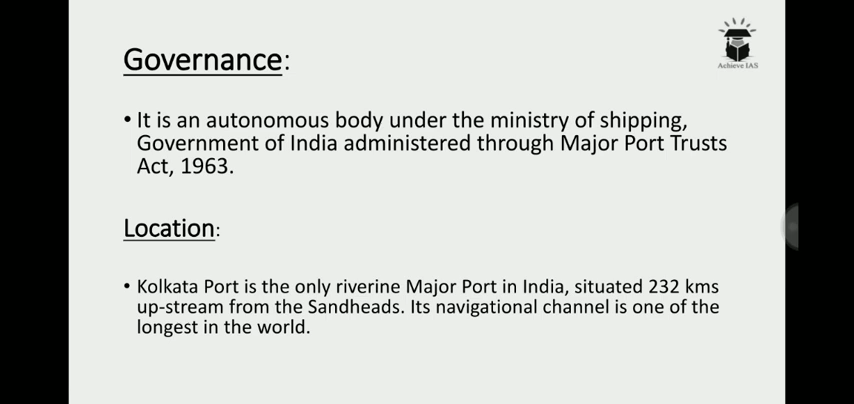 Governance:
Achieve IAS
• It is an autonomous body under the ministry of shipping,
Government of India administered through Major Port Trusts
Act, 1963.
Location:
• Kolkata Port is the only riverine Major Port in India, situated 232 kms
up-stream from the Sandheads. Its navigational channel is one of the
longest in the world.